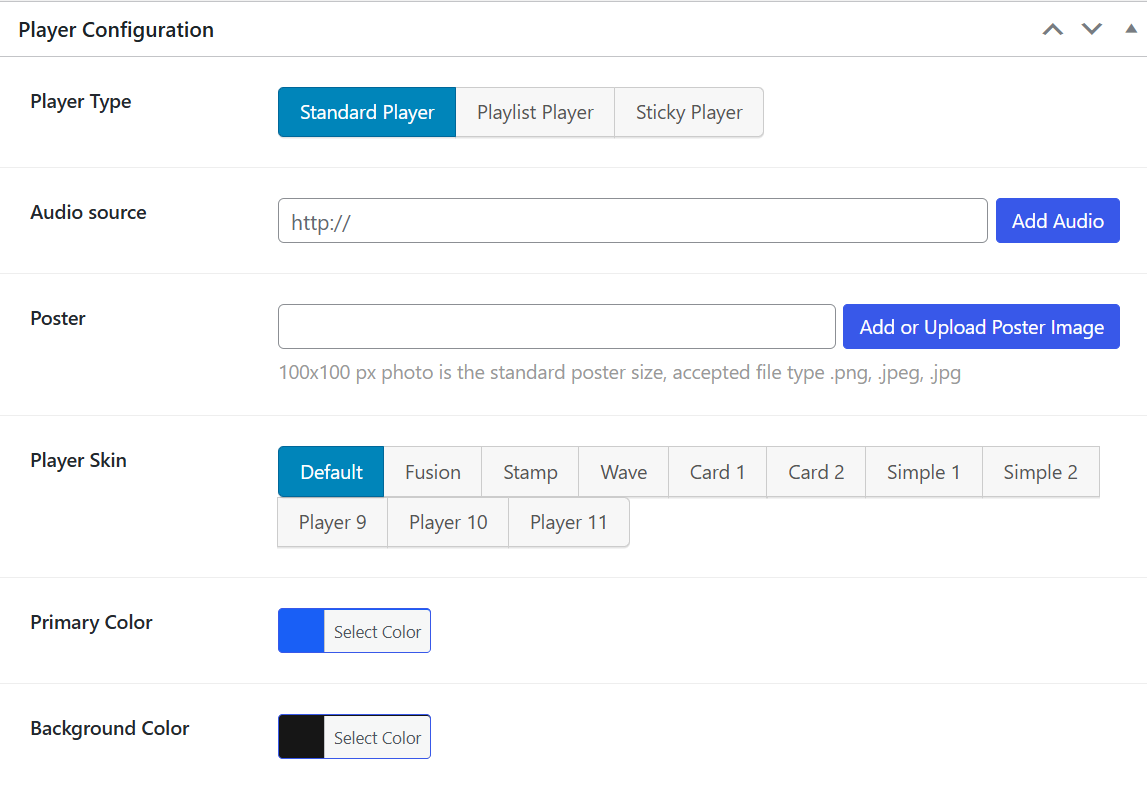 Player Configuration
Player Type
Standard Player Playlist Player Sticky Player
Audio source
http:// Add Audio
Poster
Add or Upload Poster Image
100x100 px photo is the standard poster size, accepted file type .png, .jpeg, .jpg
Player Skin
Default Fusion Stamp Wave Card 1 Card 2 Simple 1 Simple 2
Player 9 Player 10 Player 11
Primary Color
Select Color
Background Color
Select Color